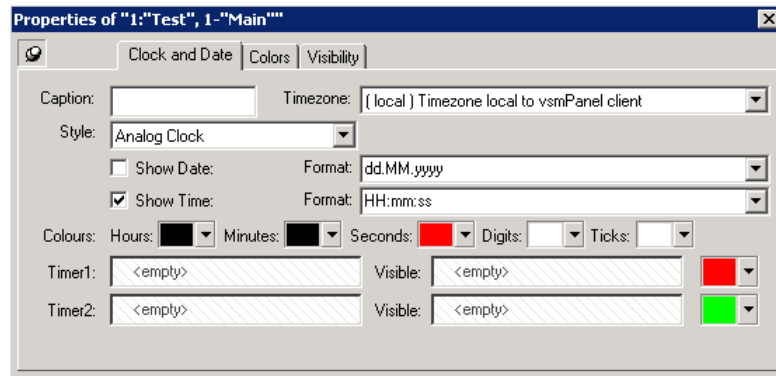 Properties of "1:"Test", 1-"Main""
Clock and Date Colors Visibility
Caption: Timezone: ( local ) Timezone local to vsmPanel client
Style: Analog Clock
Show Date: Format: dd.MM.yyyy
Show Time: Format: HH:mm:ss
Colours: Hours: Minutes: Seconds: Digits: Ticks:
Timer1: <empty> Visible: <empty>
Timer2: <empty> Visible: <empty>